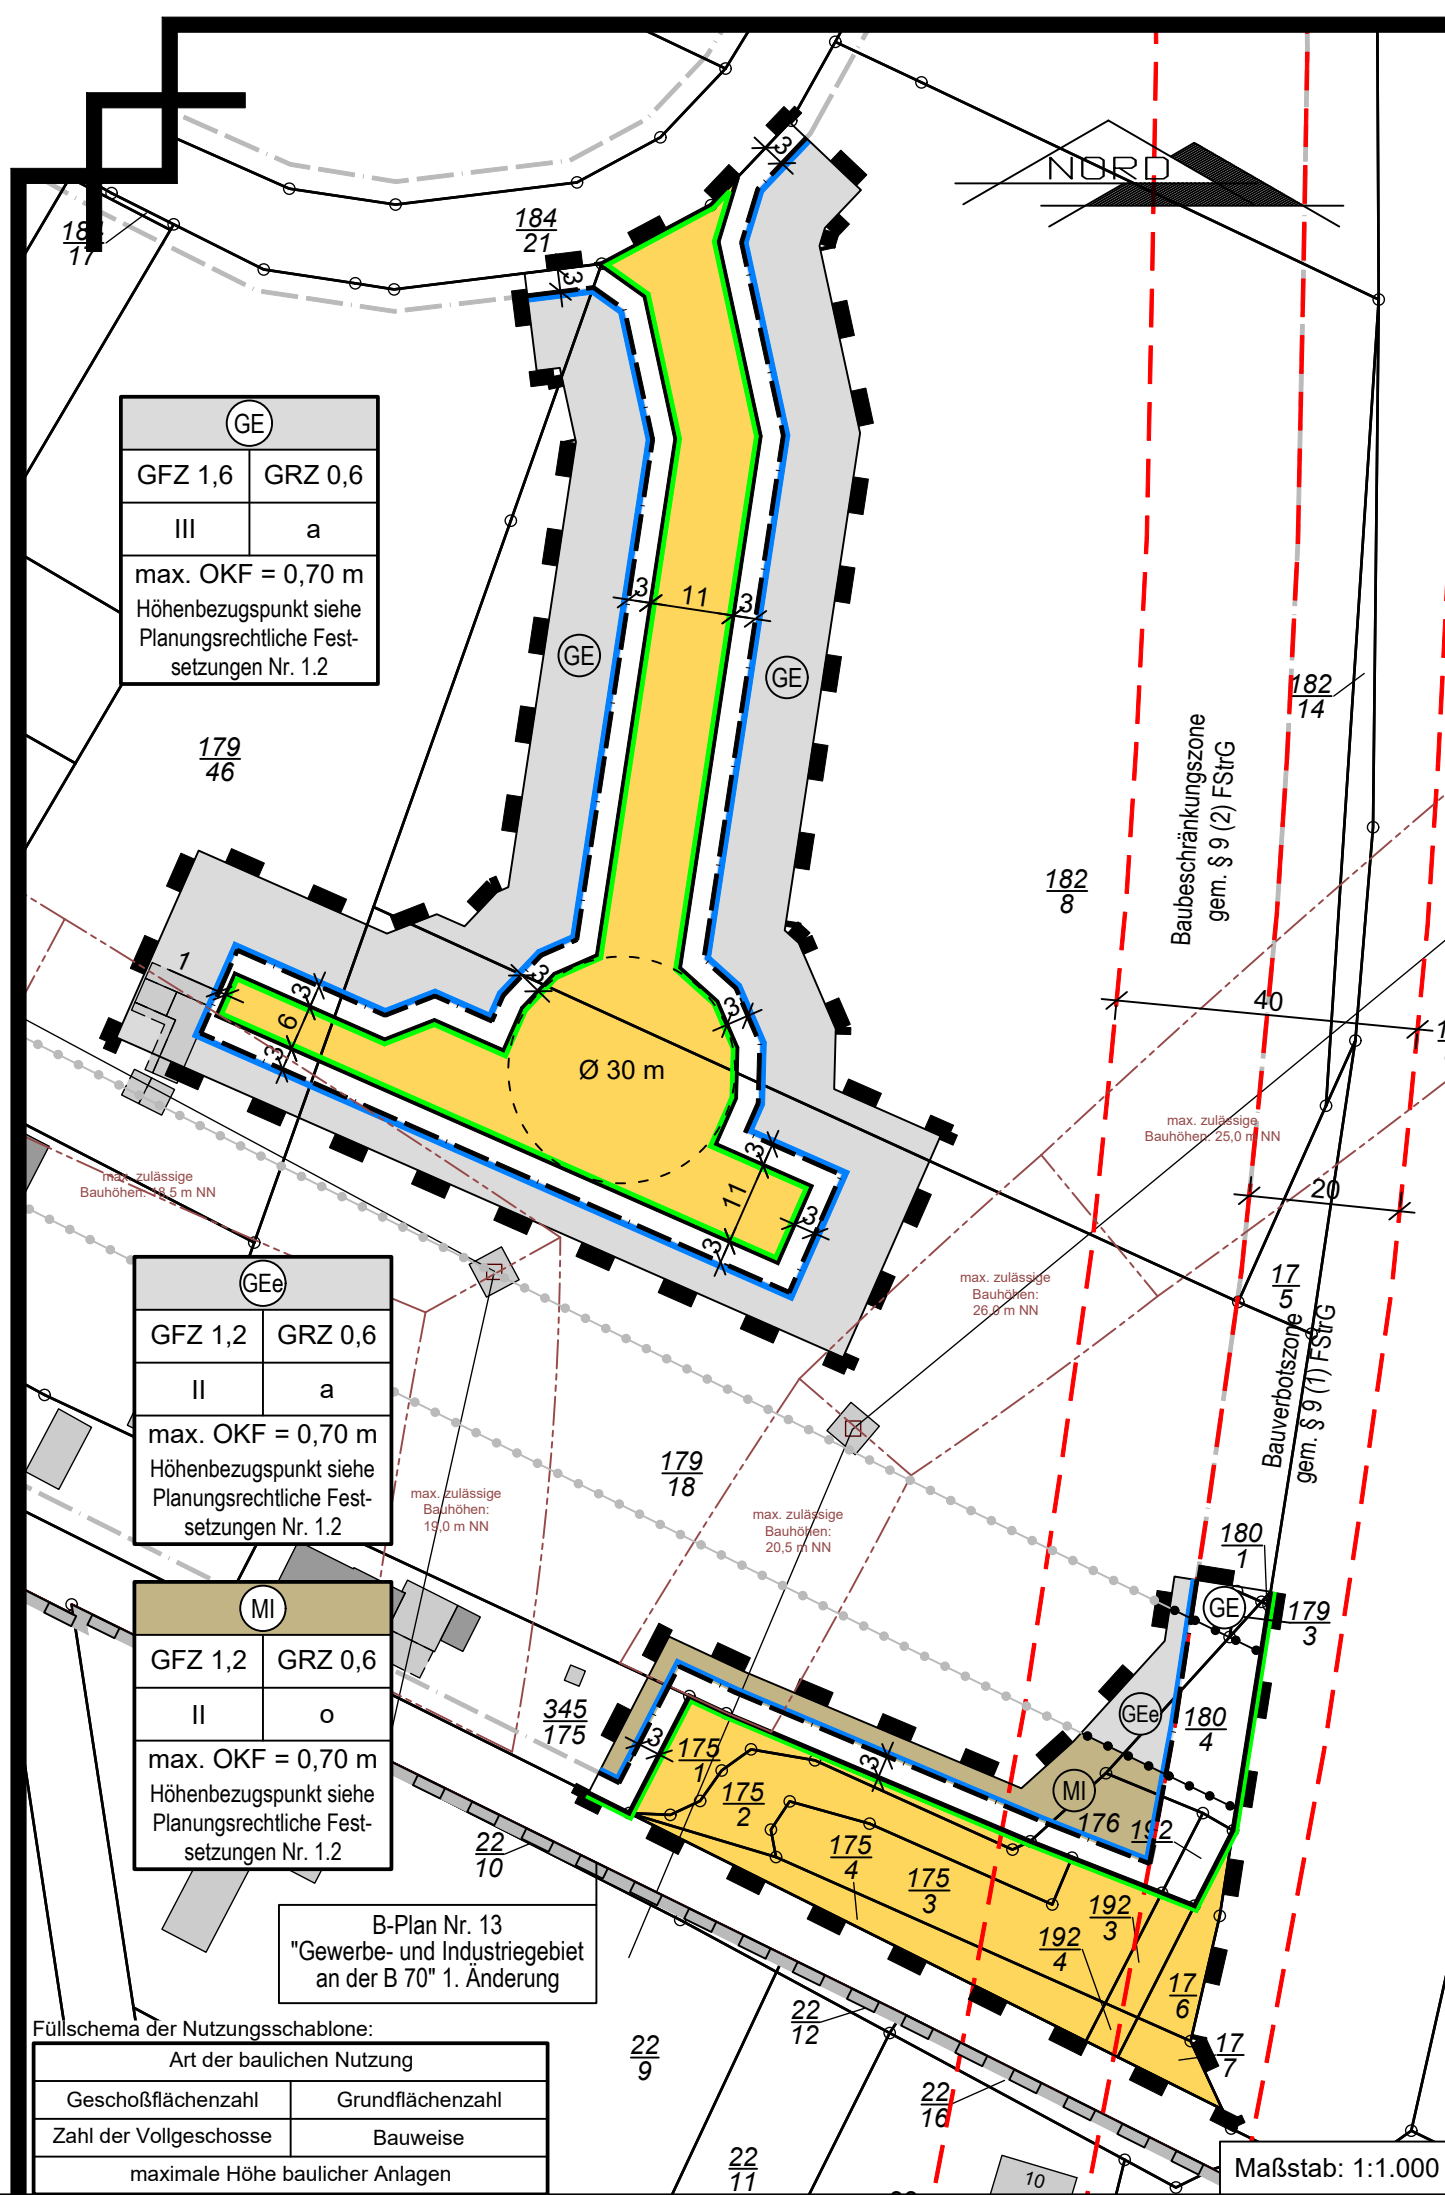 NORD
184
17
184
21
3
3
GE
GFZ 1,6 GRZ 0,6
III a
max. OKF = 0,70 m
Höhenbezugspunkt siehe
Planungsrechtliche Fest-
setzungen Nr. 1.2
3 11 3
GE
GE
182
14
179
46
Baubeschränkungszone
gem. § 9 (2) FStrG
182
8
1
3
6
3
3
3
40
Ø 30 m
max. zulässige
Bauhöhen: 25,0 m NN
max. zulässige
Bauhöhen: 18,5 m NN
3
11
3
3
20
GEe
GFZ 1,2 GRZ 0,6
II a
max. OKF = 0,70 m
Höhenbezugspunkt siehe
Planungsrechtliche Fest-
setzungen Nr. 1.2
max. zulässige
Bauhöhen:
26,0 m NN
17
5
Bauverbotszone
gem. § 9 (1) FStrG
179
18
max. zulässige
Bauhöhen:
19,0 m NN
max. zulässige
Bauhöhen:
20,5 m NN
180
1
GE
179
3
MI
GFZ 1,2 GRZ 0,6
II o
max. OKF = 0,70 m
Höhenbezugspunkt siehe
Planungsrechtliche Fest-
setzungen Nr. 1.2
345
175
3
175
1
175
2
3
GEe
180
4
MI
176
192
175
4
175
3
192
3
192
4
17
6
17
7
22
10
B-Plan Nr. 13
"Gewerbe- und Industriegebiet
an der B 70" 1. Änderung
22
12
22
9
22
16
22
11
10
Füllschema der Nutzungsschablone:
Art der baulichen Nutzung
Geschoßflächenzahl Grundflächenzahl
Zahl der Vollgeschosse Bauweise
maximale Höhe baulicher Anlagen
Maßstab: 1:1.000